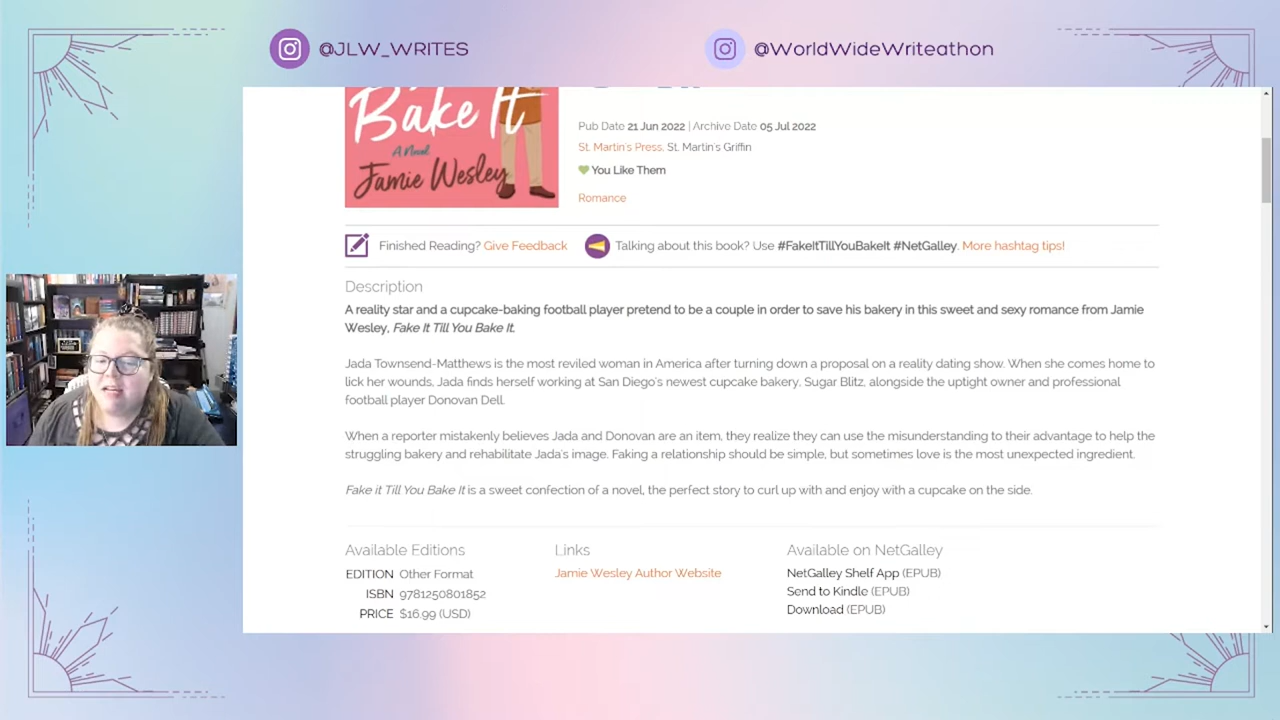 @JLW_WRITES
@WorldWideWriteathon
Bake It
A Novel
Jamie Wesley
Pub Date 21 Jun 2022 | Archive Date 05 Jul 2022
St. Martin's Press, St. Martin's Griffin
You Like Them
Romance
Finished Reading? Give Feedback
Talking about this book? Use #FakeItTillYouBakeIt #NetGalley. More hashtag tips!
Description
A reality star and a cupcake-baking football player pretend to be a couple in order to save his bakery in this sweet and sexy romance from Jamie
Wesley, Fake It Till You Bake It.
Jada Townsend-Matthews is the most reviled woman in America after turning down a proposal on a reality dating show. When she comes home to
lick her wounds, Jada finds herself working at San Diego's newest cupcake bakery, Sugar Blitz, alongside the uptight owner and professional
football player Donovan Dell.
When a reporter mistakenly believes Jada and Donovan are an item, they realize they can use the misunderstanding to their advantage to help the
struggling bakery and rehabilitate Jada's image. Faking a relationship should be simple, but sometimes love is the most unexpected ingredient.
Fake it Till You Bake It is a sweet confection of a novel, the perfect story to curl up with and enjoy with a cupcake on the side.
Available Editions
EDITION Other Format
ISBN 9781250801852
PRICE $16.99 (USD)
Links
Jamie Wesley Author Website
Available on NetGalley
NetGalley Shelf App (EPUB)
Send to Kindle (EPUB)
Download (EPUB)